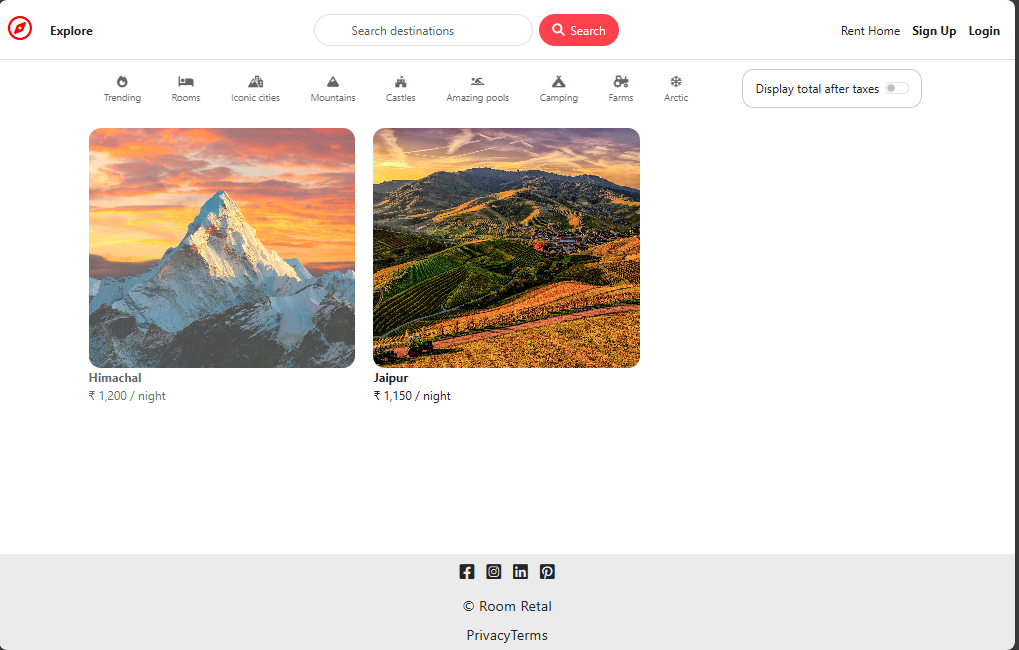 Explore
Search destinations
Search
Rent Home Sign Up Login
Trending Rooms Iconic cities Mountains Castles Amazing pools Camping Farms Arctic
Display total after taxes
Himachal
₹ 1,200 / night
Jaipur
₹ 1,150 / night
© Room Retal
PrivacyTerms